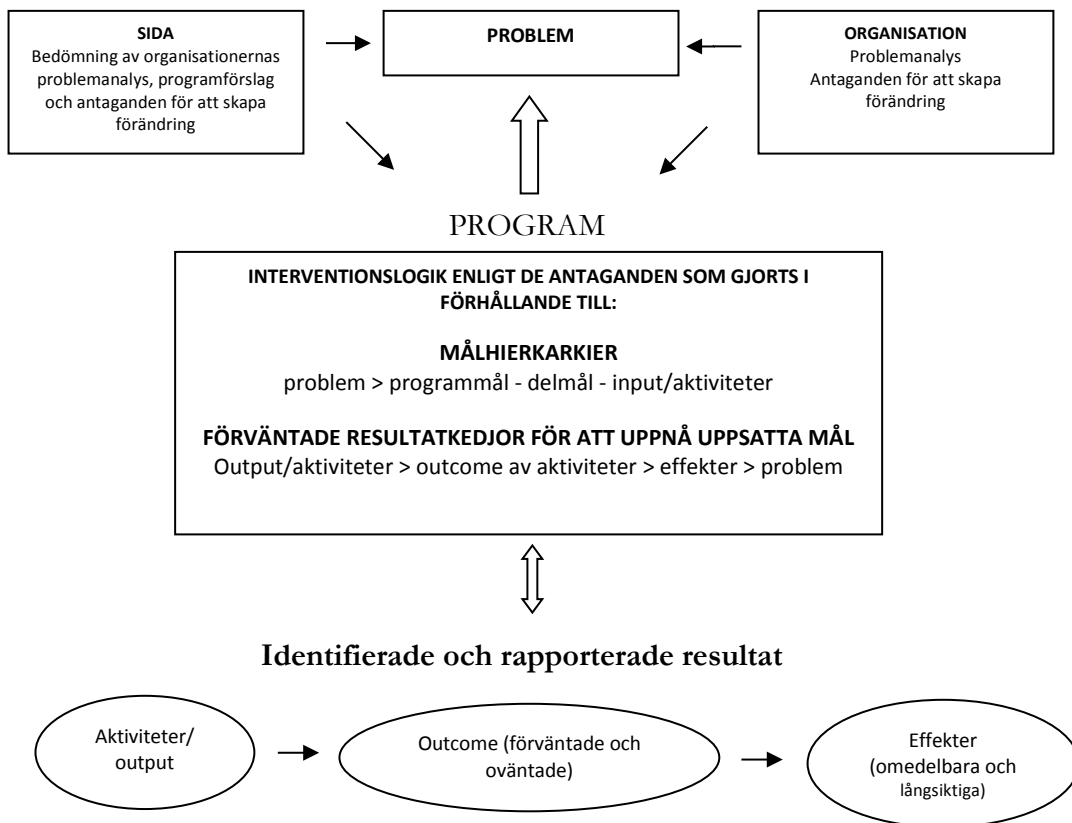 SIDA
Bedömning av organisationernas
problemanalys, programförslag
och antaganden för att skapa
förändring
PROBLEM
ORGANISATION
Problemanalys
Antaganden för att skapa
förändring
PROGRAM
INTERVENTIONSLOGIK ENLIGT DE ANTAGANDEN SOM GJORTS I
FÖRHÅLLANDE TILL:
MÅLHIERKARKIER
problem > programmål - delmål - input/aktiviteter
FÖRVÄNTADE RESULTATKEDJOR FÖR ATT UPPNÅ UPPSATTA MÅL
Output/aktiviteter > outcome av aktiviteter > effekter > problem
Identifierade och rapporterade resultat
Aktiviteter/
output
Outcome (förväntade och
oväntade)
Effekter
(omedelbara och
långsiktiga)